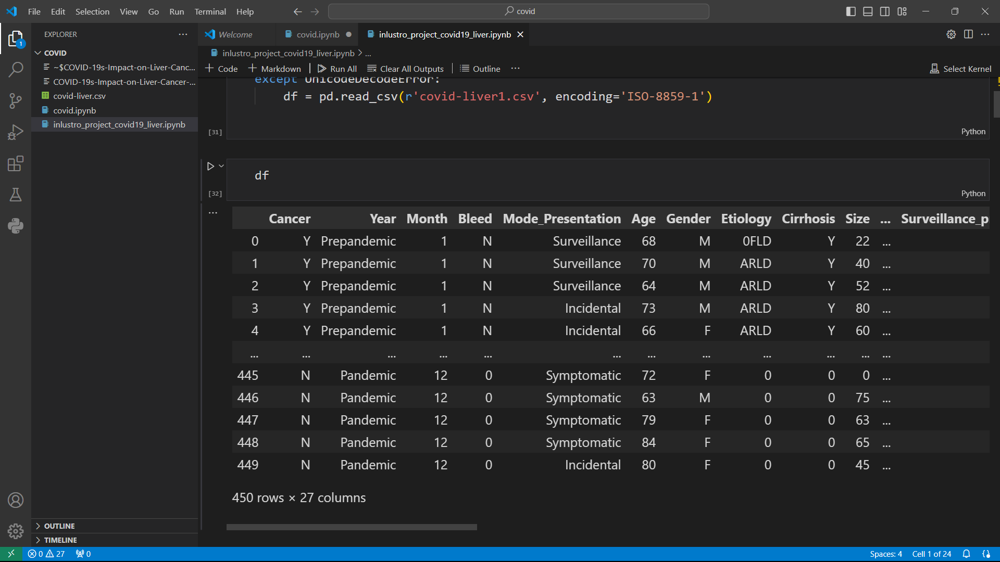 File Edit Selection View Go Run Terminal Help
covid
EXPLORER
Welcome covid.ipynb inlustro_project_covid19_liver.ipynb
COVID
~$COVID-19s-Impact-on-Liver-Canc...
COVID-19s-Impact-on-Liver-Cancer-...
covid-liver.csv
covid.ipynb
inlustro_project_covid19_liver.ipynb
1
inlustro_project_covid19_liver.ipynb > ...
+ Code + Markdown | Run All Clear All Outputs | Outline ... Select Kernel
except UnicodeDecodeError:
df = pd.read_csv(r'covid-liver1.csv', encoding='ISO-8859-1')
[31] Python
df
[32] Python
...
Cancer Year Month Bleed Mode_Presentation Age Gender Etiology Cirrhosis Size ... Surveillance_p
0 Y Prepandemic 1 N Surveillance 68 M 0FLD Y 22 ...
1 Y Prepandemic 1 N Surveillance 70 M ARLD Y 40 ...
2 Y Prepandemic 1 N Surveillance 64 M ARLD Y 52 ...
3 Y Prepandemic 1 N Incidental 73 M ARLD Y 80 ...
4 Y Prepandemic 1 N Incidental 66 F ARLD Y 60 ...
... ... ... ... ... ... ... ... ... ... ... ...
445 N Pandemic 12 0 Symptomatic 72 F 0 0 0 ...
446 N Pandemic 12 0 Symptomatic 63 M 0 0 75 ...
447 N Pandemic 12 0 Symptomatic 79 F 0 0 63 ...
448 N Pandemic 12 0 Symptomatic 84 F 0 0 65 ...
449 N Pandemic 12 0 Incidental 80 F 0 0 45 ...
450 rows × 27 columns
OUTLINE
TIMELINE
0 27 0 Spaces: 4 Cell 1 of 24